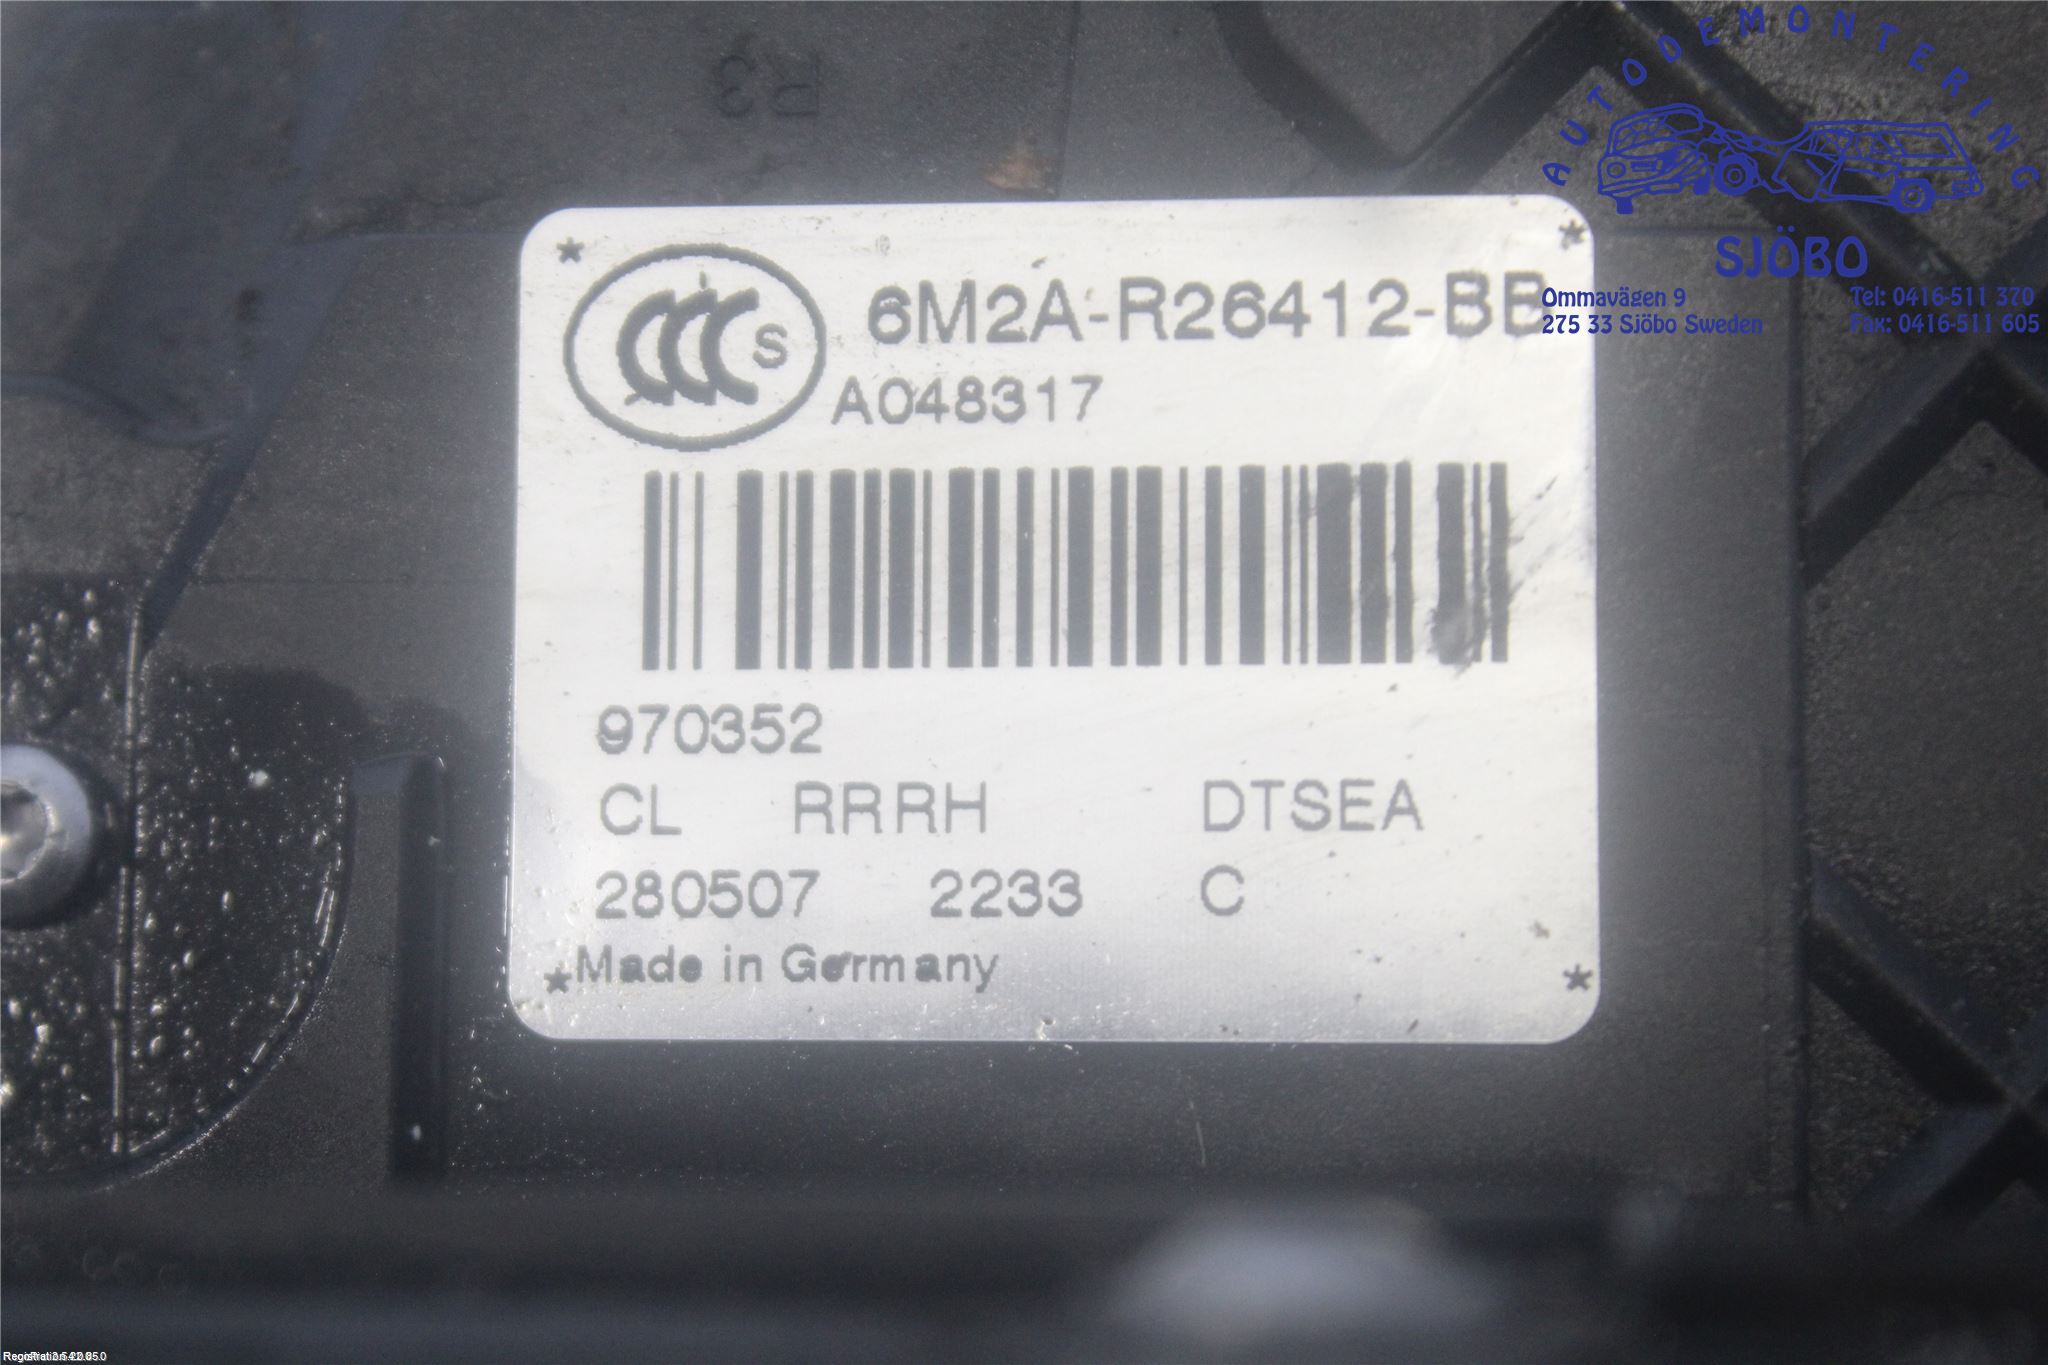 R3
AUTODEMONTERING
SJÖBO
Ommavägen 9
275 33 Sjöbo Sweden
Tel: 0416-511 370
Fax: 0416-511 605
CCC S
6M2A-R26412-BB
A048317
970352
CL RRRH DTSEA
280507 2233 C
*Made in Germany *